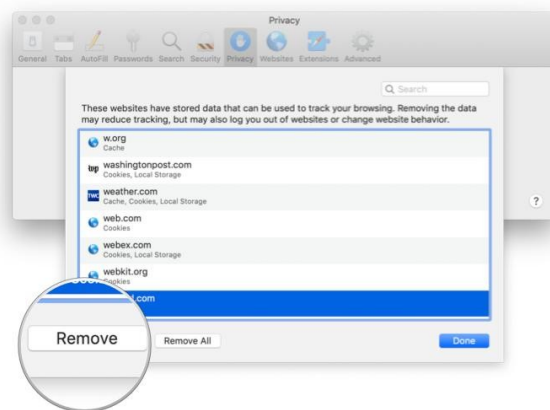 Privacy
General Tabs AutoFill Passwords Search Security Privacy Websites Extensions Advanced
Search
These websites have stored data that can be used to track your browsing. Removing the data
may reduce tracking, but may also log you out of websites or change website behavior.
w.org
Cache
washingtonpost.com
Cookies, Local Storage
TWC weather.com
Cache, Cookies, Local Storage
?
web.com
Cookies
webex.com
Cookies, Local Storage
webkit.org
Cookies
.com
Remove
Remove All
Done